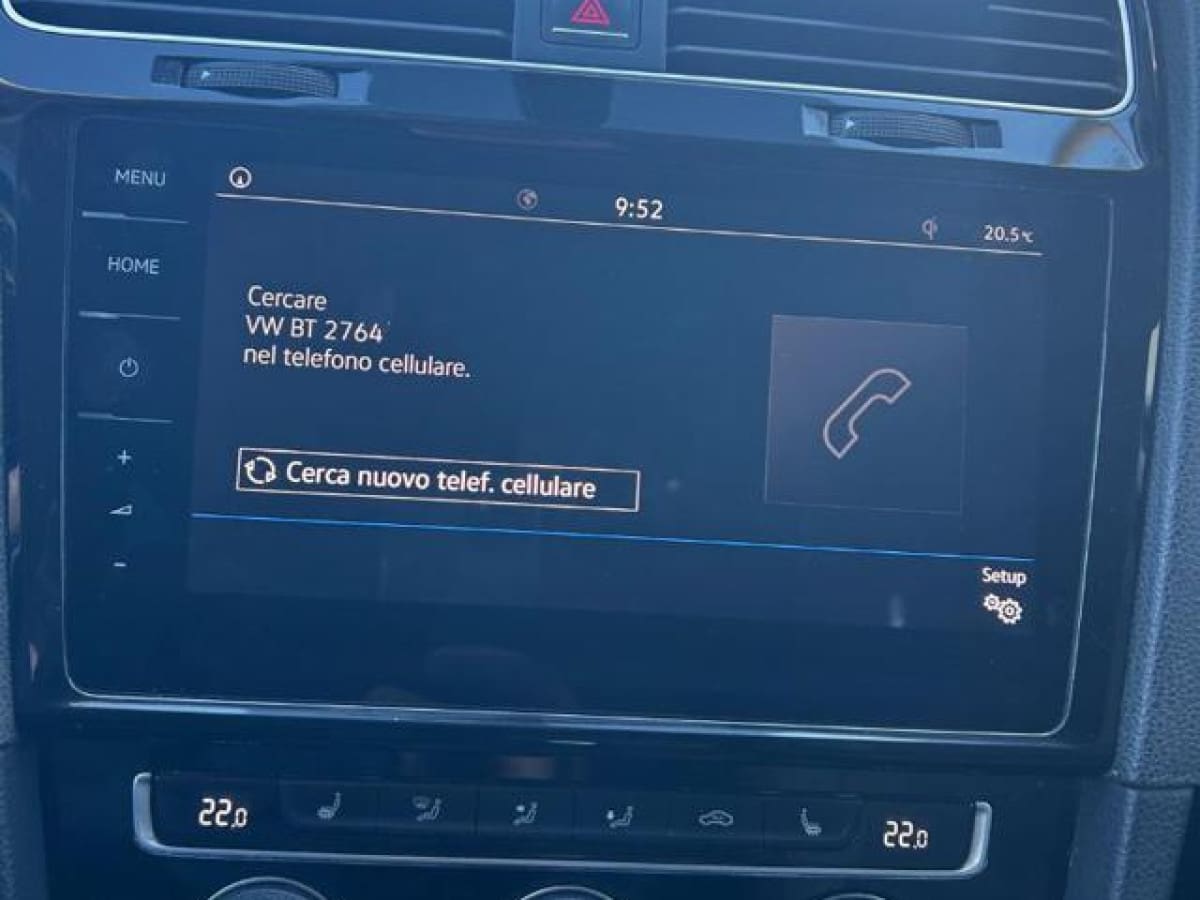 MENU
9:52
20.5°C
HOME
Cercare
VW BT 2764
nel telefono cellulare.
+
Cerca nuovo telef. cellulare
-
Setup
22.0
22.0